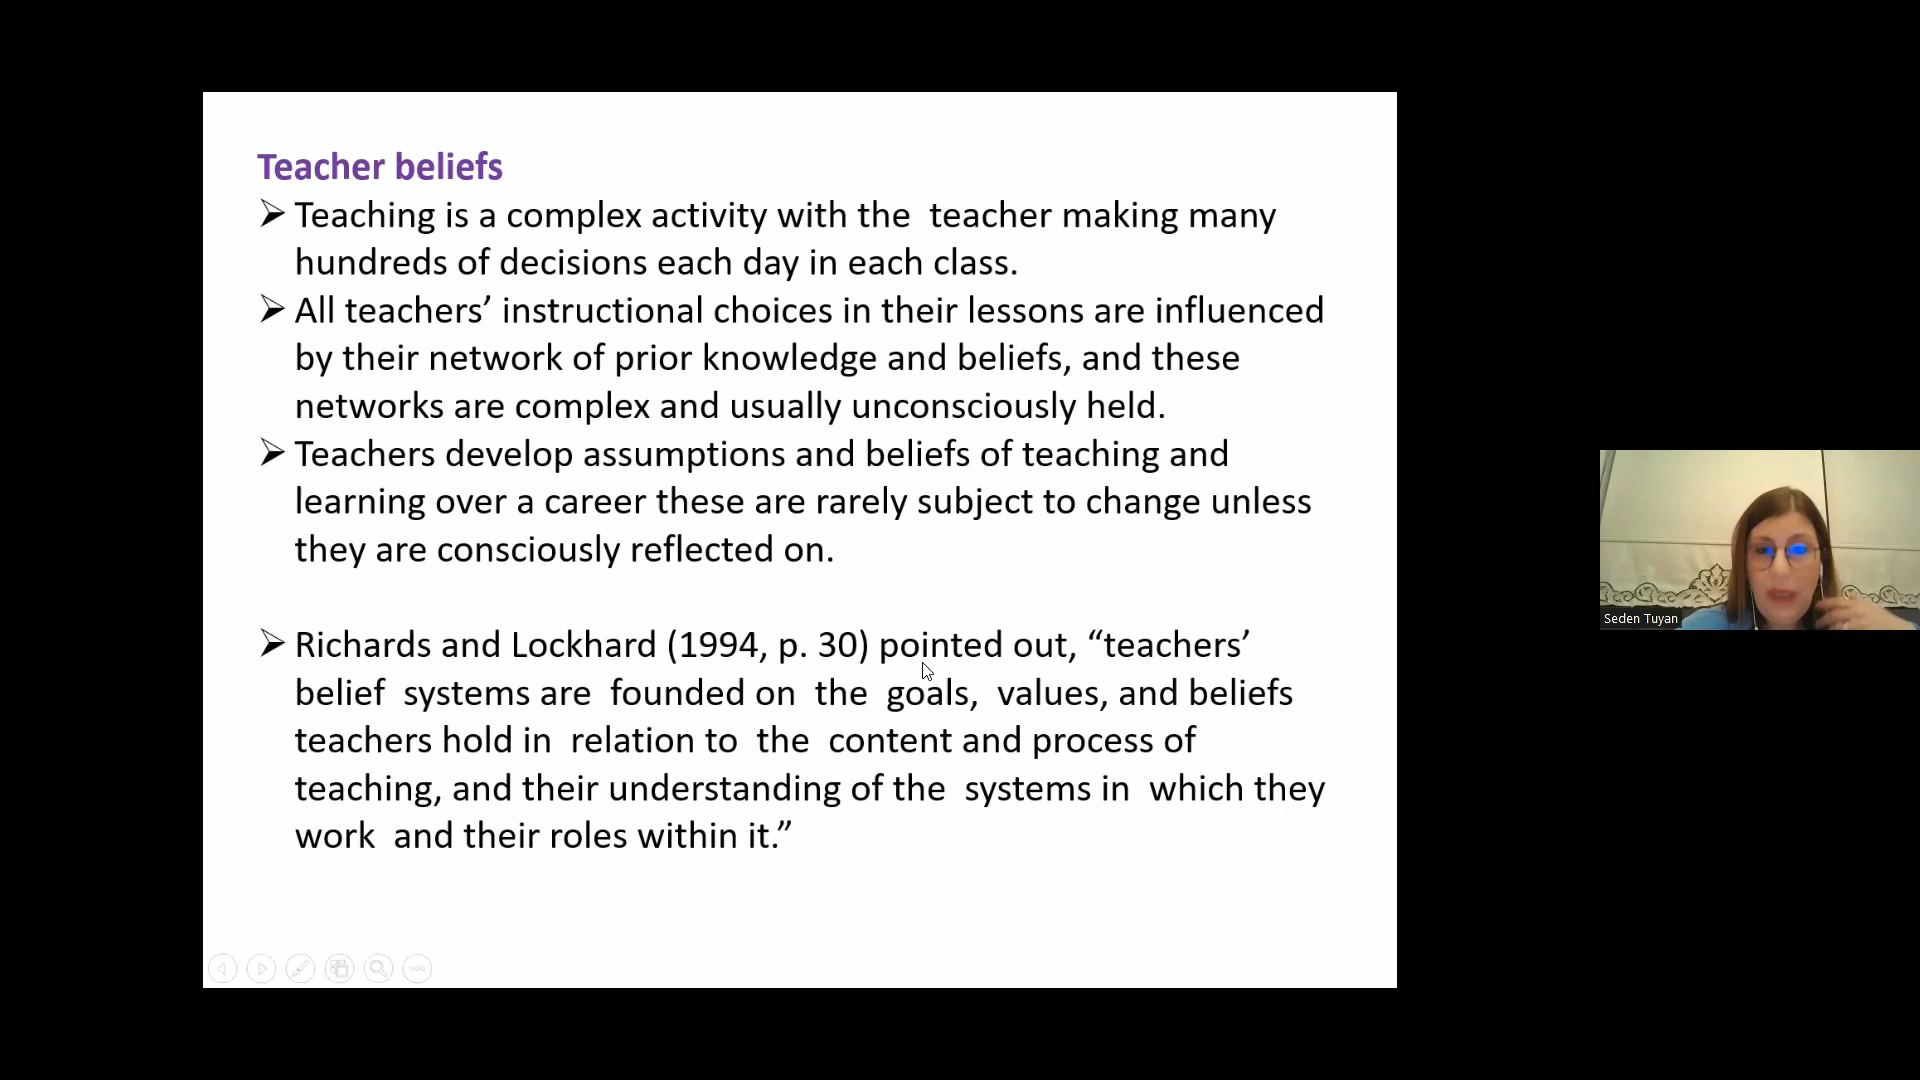 Teacher beliefs
Teaching is a complex activity with the teacher making many
hundreds of decisions each day in each class.
All teachers’ instructional choices in their lessons are influenced
by their network of prior knowledge and beliefs, and these
networks are complex and usually unconsciously held.
Teachers develop assumptions and beliefs of teaching and
learning over a career these are rarely subject to change unless
they are consciously reflected on.
Richards and Lockhard (1994, p. 30) pointed out, “teachers’
belief systems are founded on the goals, values, and beliefs
teachers hold in relation to the content and process of
teaching, and their understanding of the systems in which they
work and their roles within it.”
Seden Tuyan